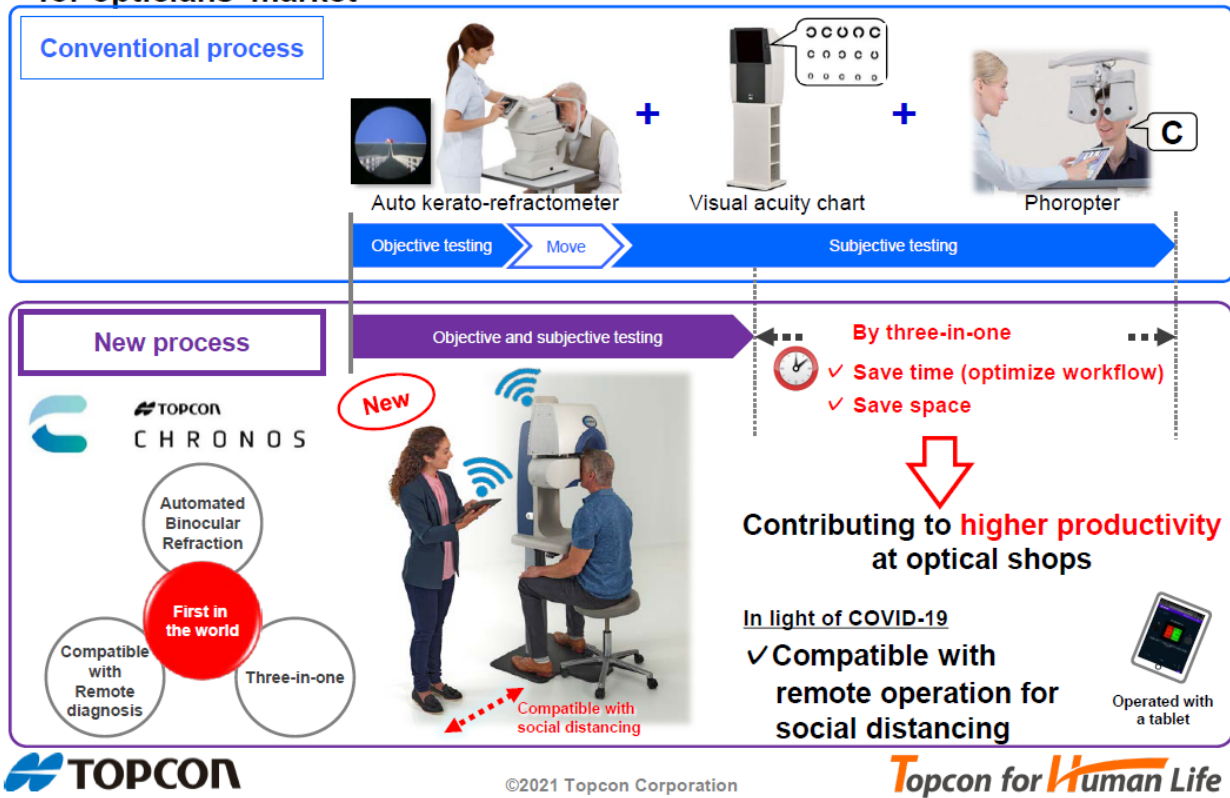 for opticians' market
Conventional process
C
Auto kerato-refractometer
Visual acuity chart
Phoropter
Objective testing
Move
Subjective testing
New process
Objective and subjective testing
By three-in-one
✓ Save time (optimize workflow)
✓ Save space
New
TOPCON
CHRONOS
Automated
Binocular
Refraction
First in
the world
Compatible
with
Remote
diagnosis
Three-in-one
Compatible with
social distancing
Contributing to higher productivity
at optical shops
In light of COVID-19
✓Compatible with
remote operation for
social distancing
Operated with
a tablet
TOPCON
©2021 Topcon Corporation
Topcon for Human Life